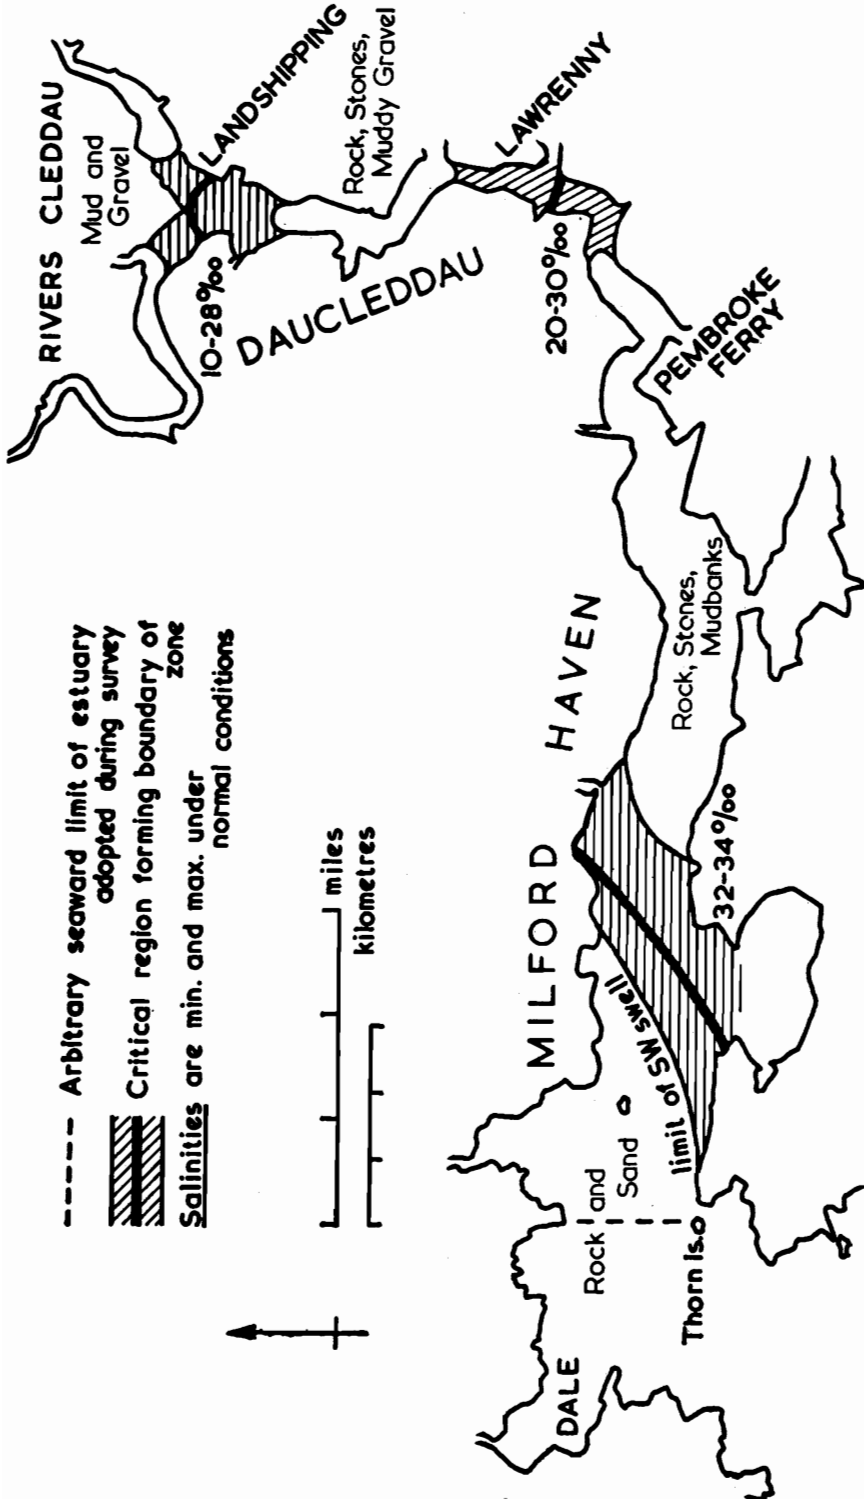 ---- Arbitrary seaward limit of estuary
adopted during survey
Critical region forming boundary of
zone
Salinities are min. and max. under
normal conditions
miles
kilometres
RIVERS CLEDDAU
Mud and
Gravel
LANDSHIPPING
10-28‰
Rock, Stones,
Muddy Gravel
DAUCLEDDAU
LAWRENNY
20-30‰
PEMBROKE
FERRY
MILFORD HAVEN
Rock, Stones,
Mudbanks
32-34‰
limit of SW swell
Rock and
Sand
DALE
Thorn Is.